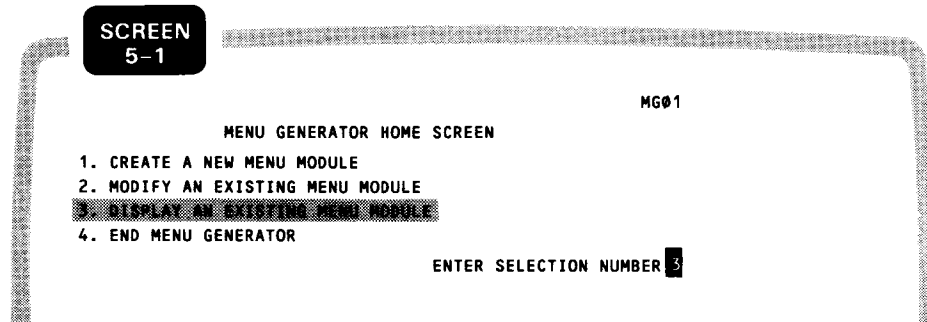 SCREEN
5-1
MGØ1
MENU GENERATOR HOME SCREEN
1. CREATE A NEW MENU MODULE
2. MODIFY AN EXISTING MENU MODULE
3. DISPLAY AN EXISTING MENU MODULE
4. END MENU GENERATOR
ENTER SELECTION NUMBER 3